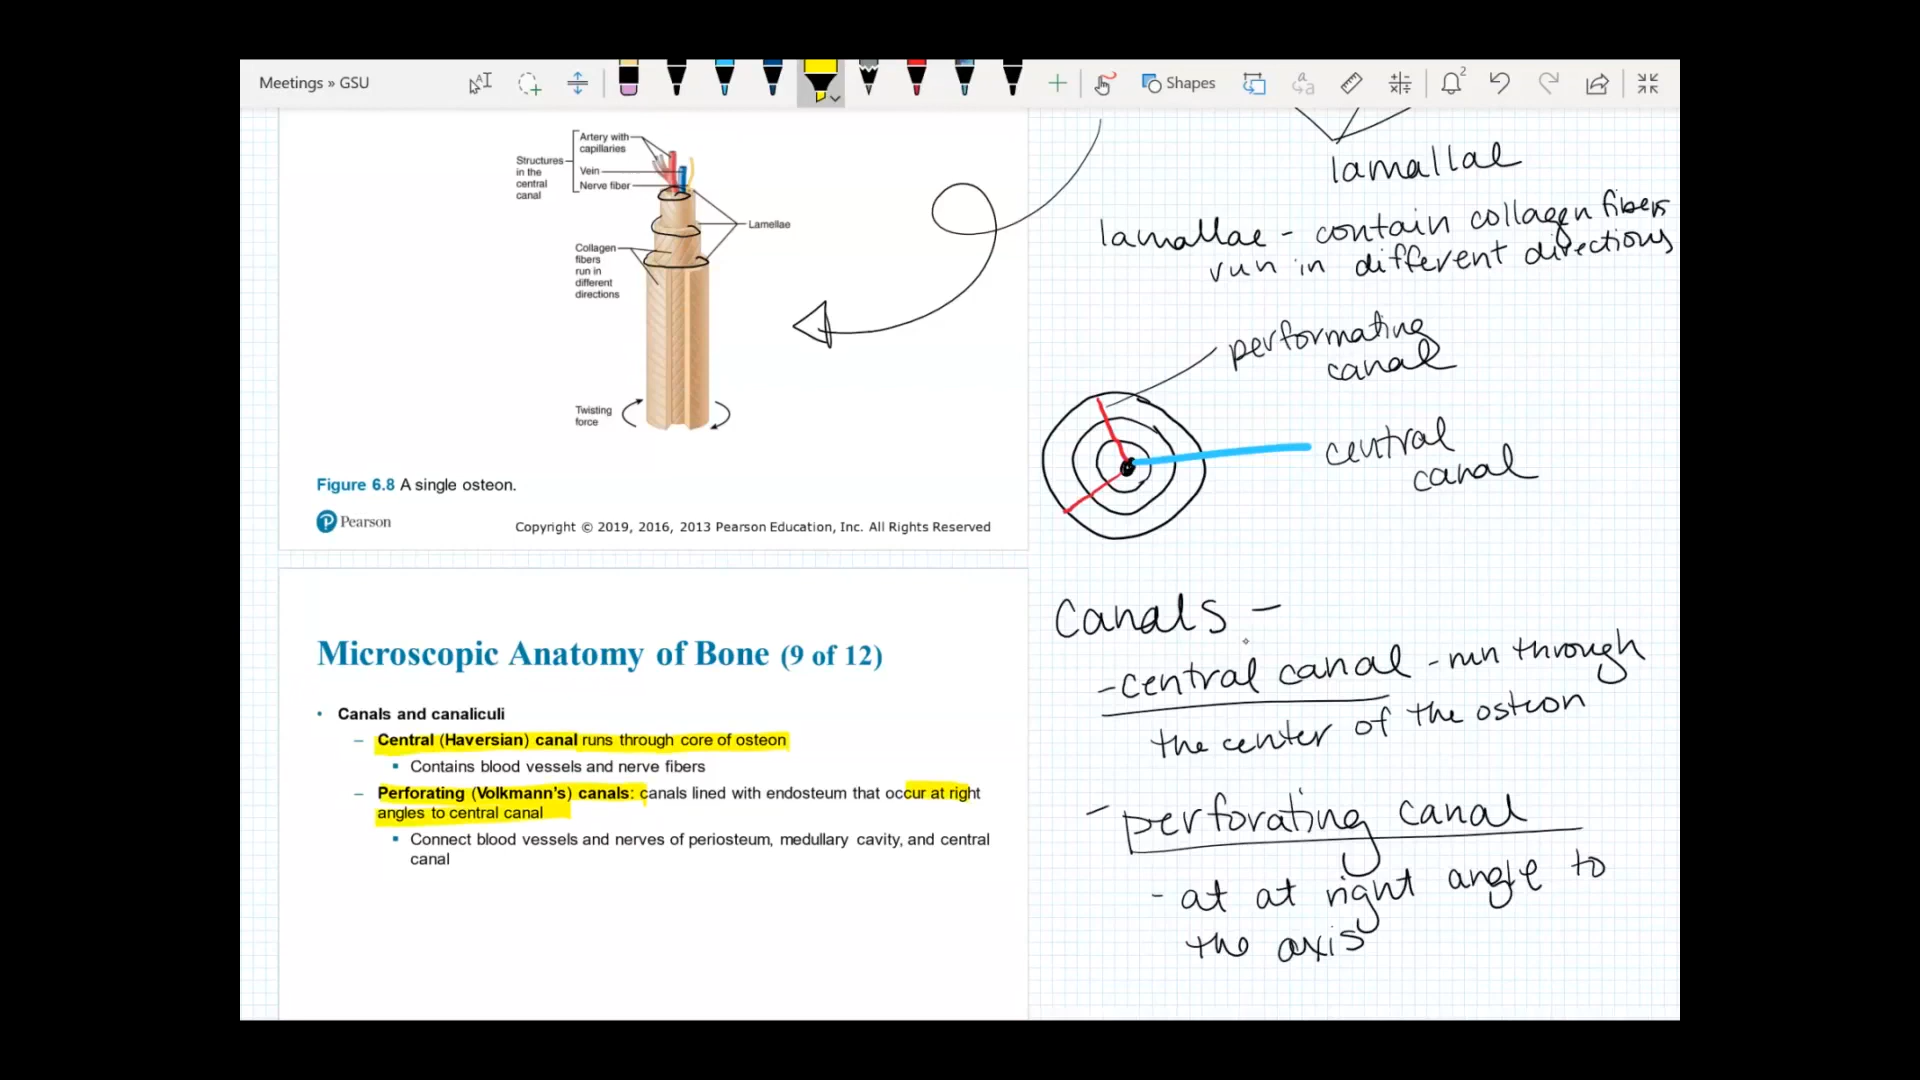 Meetings » GSU
2
Shapes
Structures
in the
central
canal
Artery with
capillaries
Vein
Nerve fiber
Lamellae
Collagen
fibers
run in
different
directions
Twisting
force
Figure 6.8 A single osteon.
Pearson
Copyright © 2019, 2016, 2013 Pearson Education, Inc. All Rights Reserved
Microscopic Anatomy of Bone (9 of 12)
• Canals and canaliculi
– Central (Haversian) canal runs through core of osteon
▪ Contains blood vessels and nerve fibers
– Perforating (Volkmann's) canals: canals lined with endosteum that occur at right
angles to central canal
▪ Connect blood vessels and nerves of periosteum, medullary cavity, and central
canal
lamallae
lamallae - contain collagen fibers
run in different directions
performating
canal
central
canal
Canals -
- central canal - run through
the center of the osteon
- perforating canal
- at at right angle to
the axis